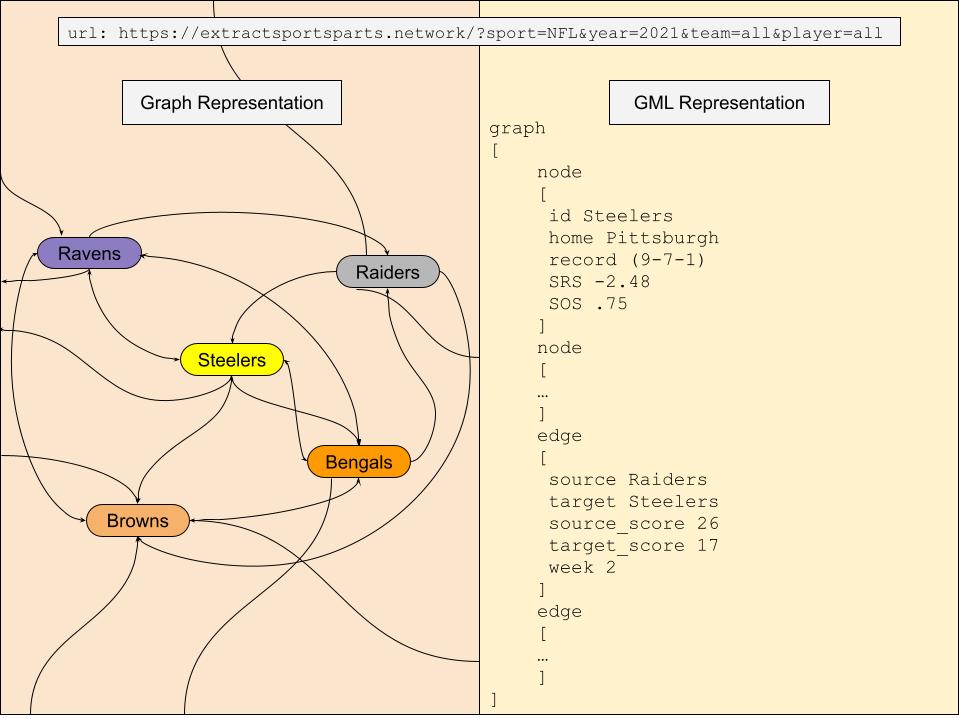 url: https://extractsportsparts.network/?sport=NFL&year=2021&team=all&player=all
Graph Representation
Ravens
Raiders
Steelers
Bengals
Browns
GML Representation
graph
[
node
[
id Steelers
home Pittsburgh
record (9-7-1)
SRS -2.48
SOS .75
]
node
[
…
]
edge
[
source Raiders
target Steelers
source_score 26
target_score 17
week 2
]
edge
[
…
]
]